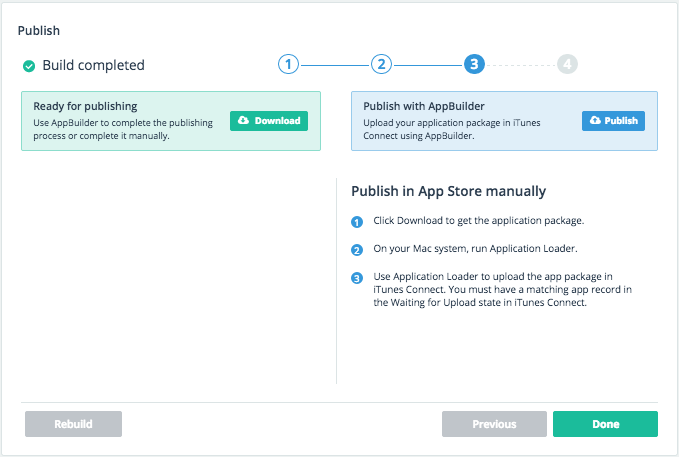 Publish
Build completed
1
2
3
4
Ready for publishing
Use AppBuilder to complete the publishing
process or complete it manually.
Download
Publish with AppBuilder
Upload your application package in iTunes
Connect using AppBuilder.
Publish
Publish in App Store manually
1 Click Download to get the application package.
2 On your Mac system, run Application Loader.
3 Use Application Loader to upload the app package in
iTunes Connect. You must have a matching app record in
the Waiting for Upload state in iTunes Connect.
Rebuild
Previous
Done